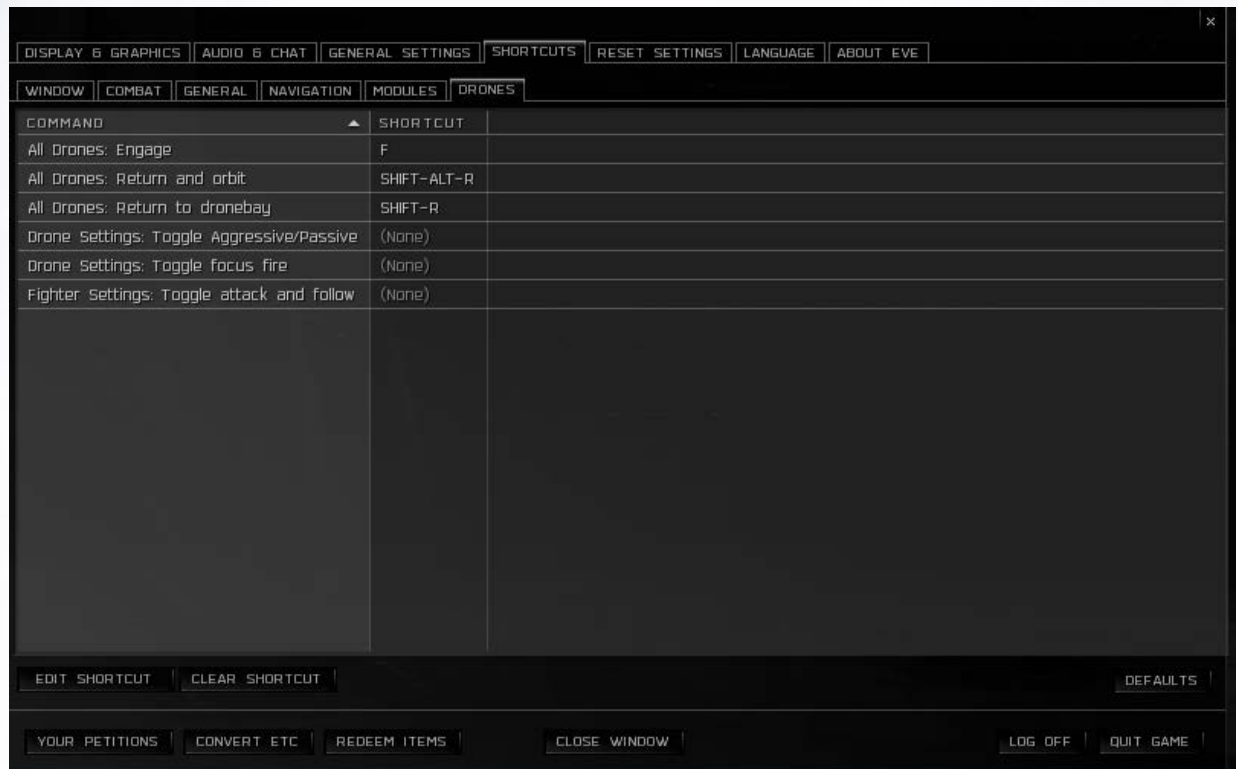 ×
DISPLAY & GRAPHICS AUDIO & CHAT GENERAL SETTINGS SHORTCUTS RESET SETTINGS LANGUAGE ABOUT EVE
WINDOW COMBAT GENERAL NAVIGATION MODULES DRONES
COMMAND SHORTCUT
All Drones: Engage F
All Drones: Return and orbit SHIFT-ALT-R
All Drones: Return to dronebay SHIFT-R
Drone Settings: Toggle Aggressive/Passive (None)
Drone Settings: Toggle focus fire (None)
Fighter Settings: Toggle attack and follow (None)
EDIT SHORTCUT CLEAR SHORTCUT DEFAULTS
YOUR PETITIONS CONVERT ETC REDEEM ITEMS CLOSE WINDOW LOG OFF QUIT GAME